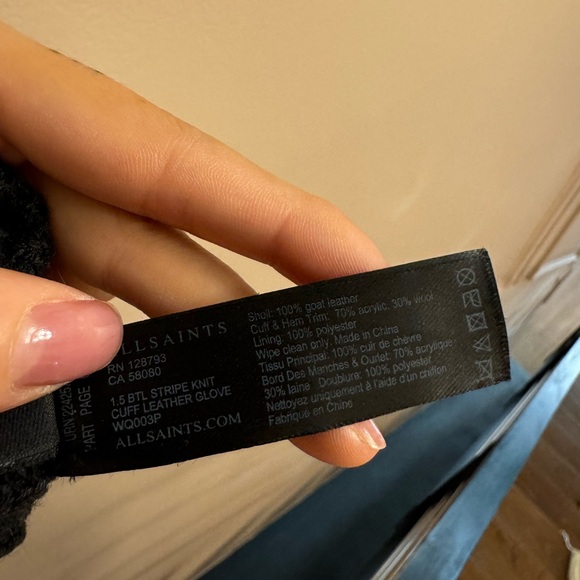 ALLSAINTS
RN 128793
CA 58080
1.5 BTL STRIPE KNIT
CUFF LEATHER GLOVE
WQ003P
ALLSAINTS.COM
Shell: 100% goat leather
Cuff & Hem Trim: 70% acrylic, 30% wool
Lining: 100% polyester
Wipe clean only, Made in China
Tissu Principal: 100% cuir de chèvre
Bord Des Manches & Ourlet: 70% acrylique
30% laine Doublure: 100% polyester
Nettoyez uniquement à l'aide d'un chiffon
Fabriqué en Chine
PAGE